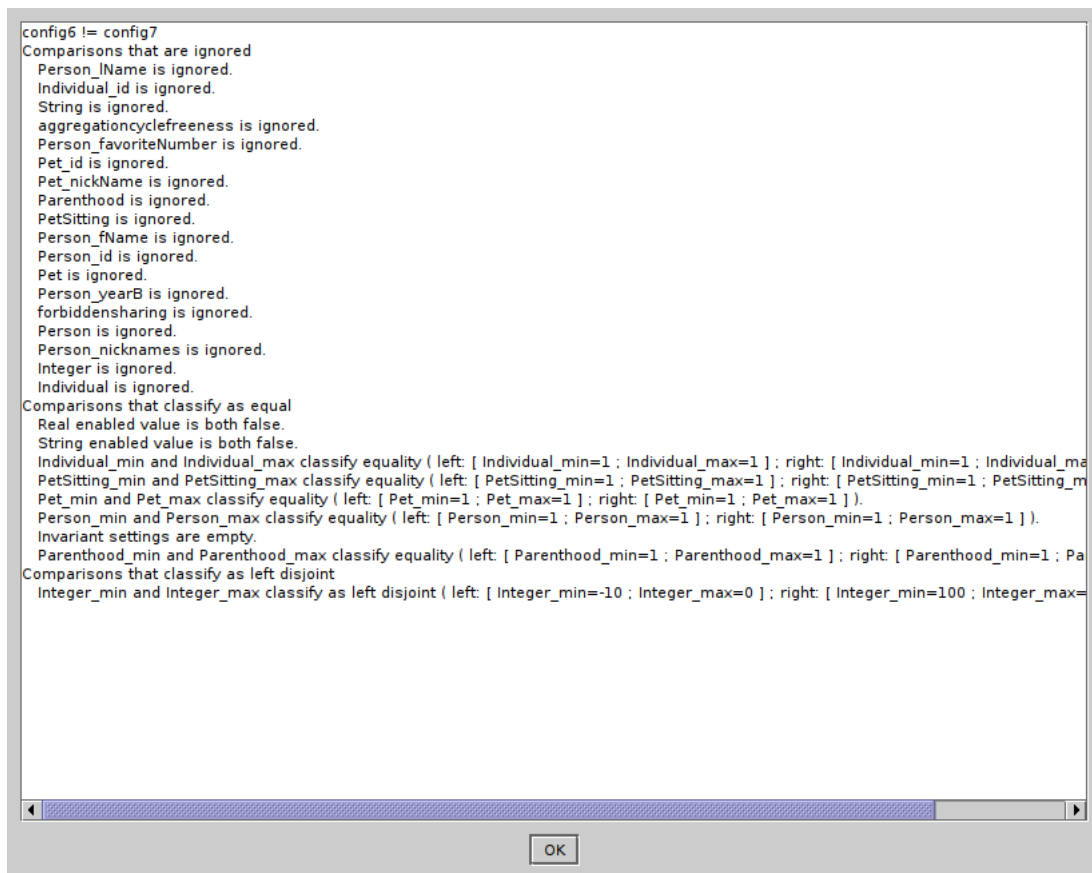 config6 != config7
Comparisons that are ignored
Person_lName is ignored.
Individual_id is ignored.
String is ignored.
aggregationcyclefreeness is ignored.
Person_favoriteNumber is ignored.
Pet_id is ignored.
Pet_nickName is ignored.
Parenthood is ignored.
PetSitting is ignored.
Person_fName is ignored.
Person_id is ignored.
Pet is ignored.
Person_yearB is ignored.
forbiddensharing is ignored.
Person is ignored.
Person_nicknames is ignored.
Integer is ignored.
Individual is ignored.
Comparisons that classify as equal
Real enabled value is both false.
String enabled value is both false.
Individual_min and Individual_max classify equality ( left: [ Individual_min=1 ; Individual_max=1 ] ; right: [ Individual_min=1 ; Individual_ma
PetSitting_min and PetSitting_max classify equality ( left: [ PetSitting_min=1 ; PetSitting_max=1 ] ; right: [ PetSitting_min=1 ; PetSitting_m
Pet_min and Pet_max classify equality ( left: [ Pet_min=1 ; Pet_max=1 ] ; right: [ Pet_min=1 ; Pet_max=1 ] ).
Person_min and Person_max classify equality ( left: [ Person_min=1 ; Person_max=1 ] ; right: [ Person_min=1 ; Person_max=1 ] ).
Invariant settings are empty.
Parenthood_min and Parenthood_max classify equality ( left: [ Parenthood_min=1 ; Parenthood_max=1 ] ; right: [ Parenthood_min=1 ; Pa
Comparisons that classify as left disjoint
Integer_min and Integer_max classify as left disjoint ( left: [ Integer_min=-10 ; Integer_max=0 ] ; right: [ Integer_min=100 ; Integer_max=
OK